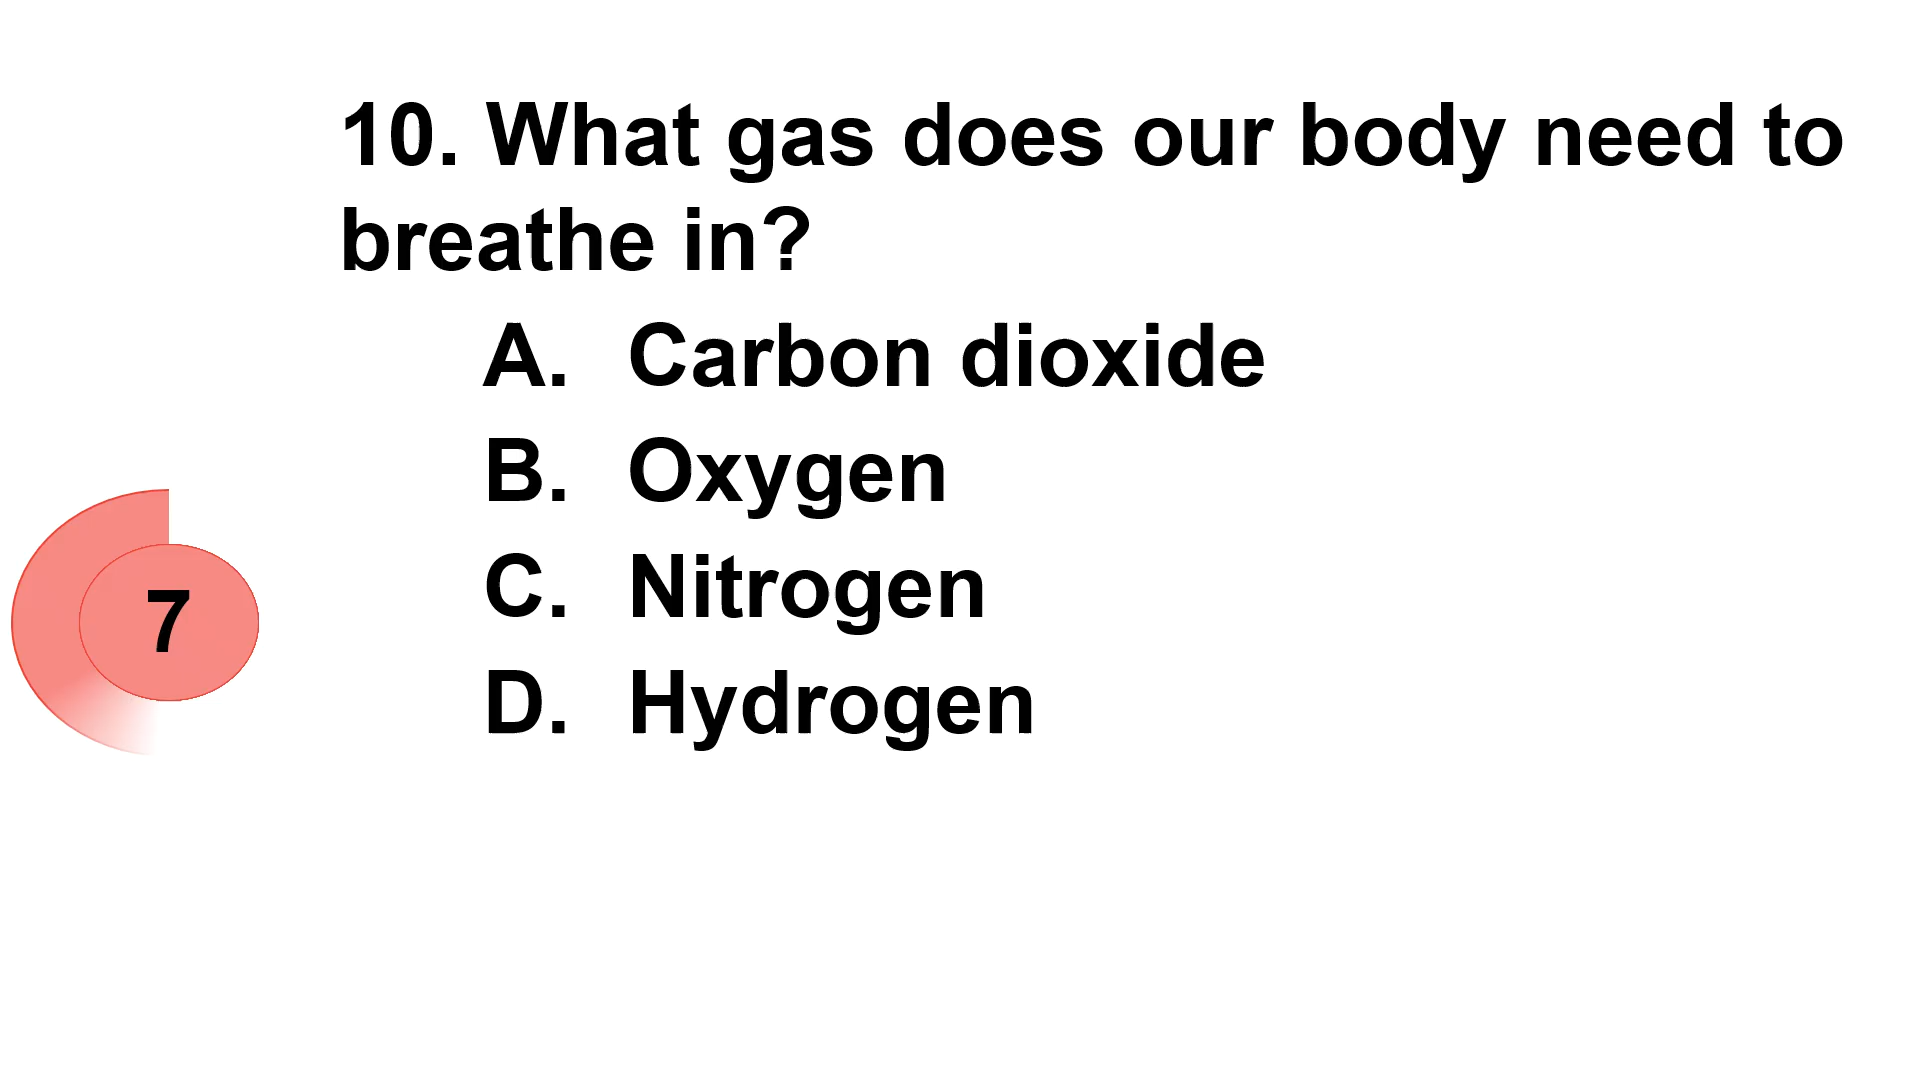 10. What gas does our body need to
breathe in?
A. Carbon dioxide
B. Oxygen
C. Nitrogen
D. Hydrogen
7